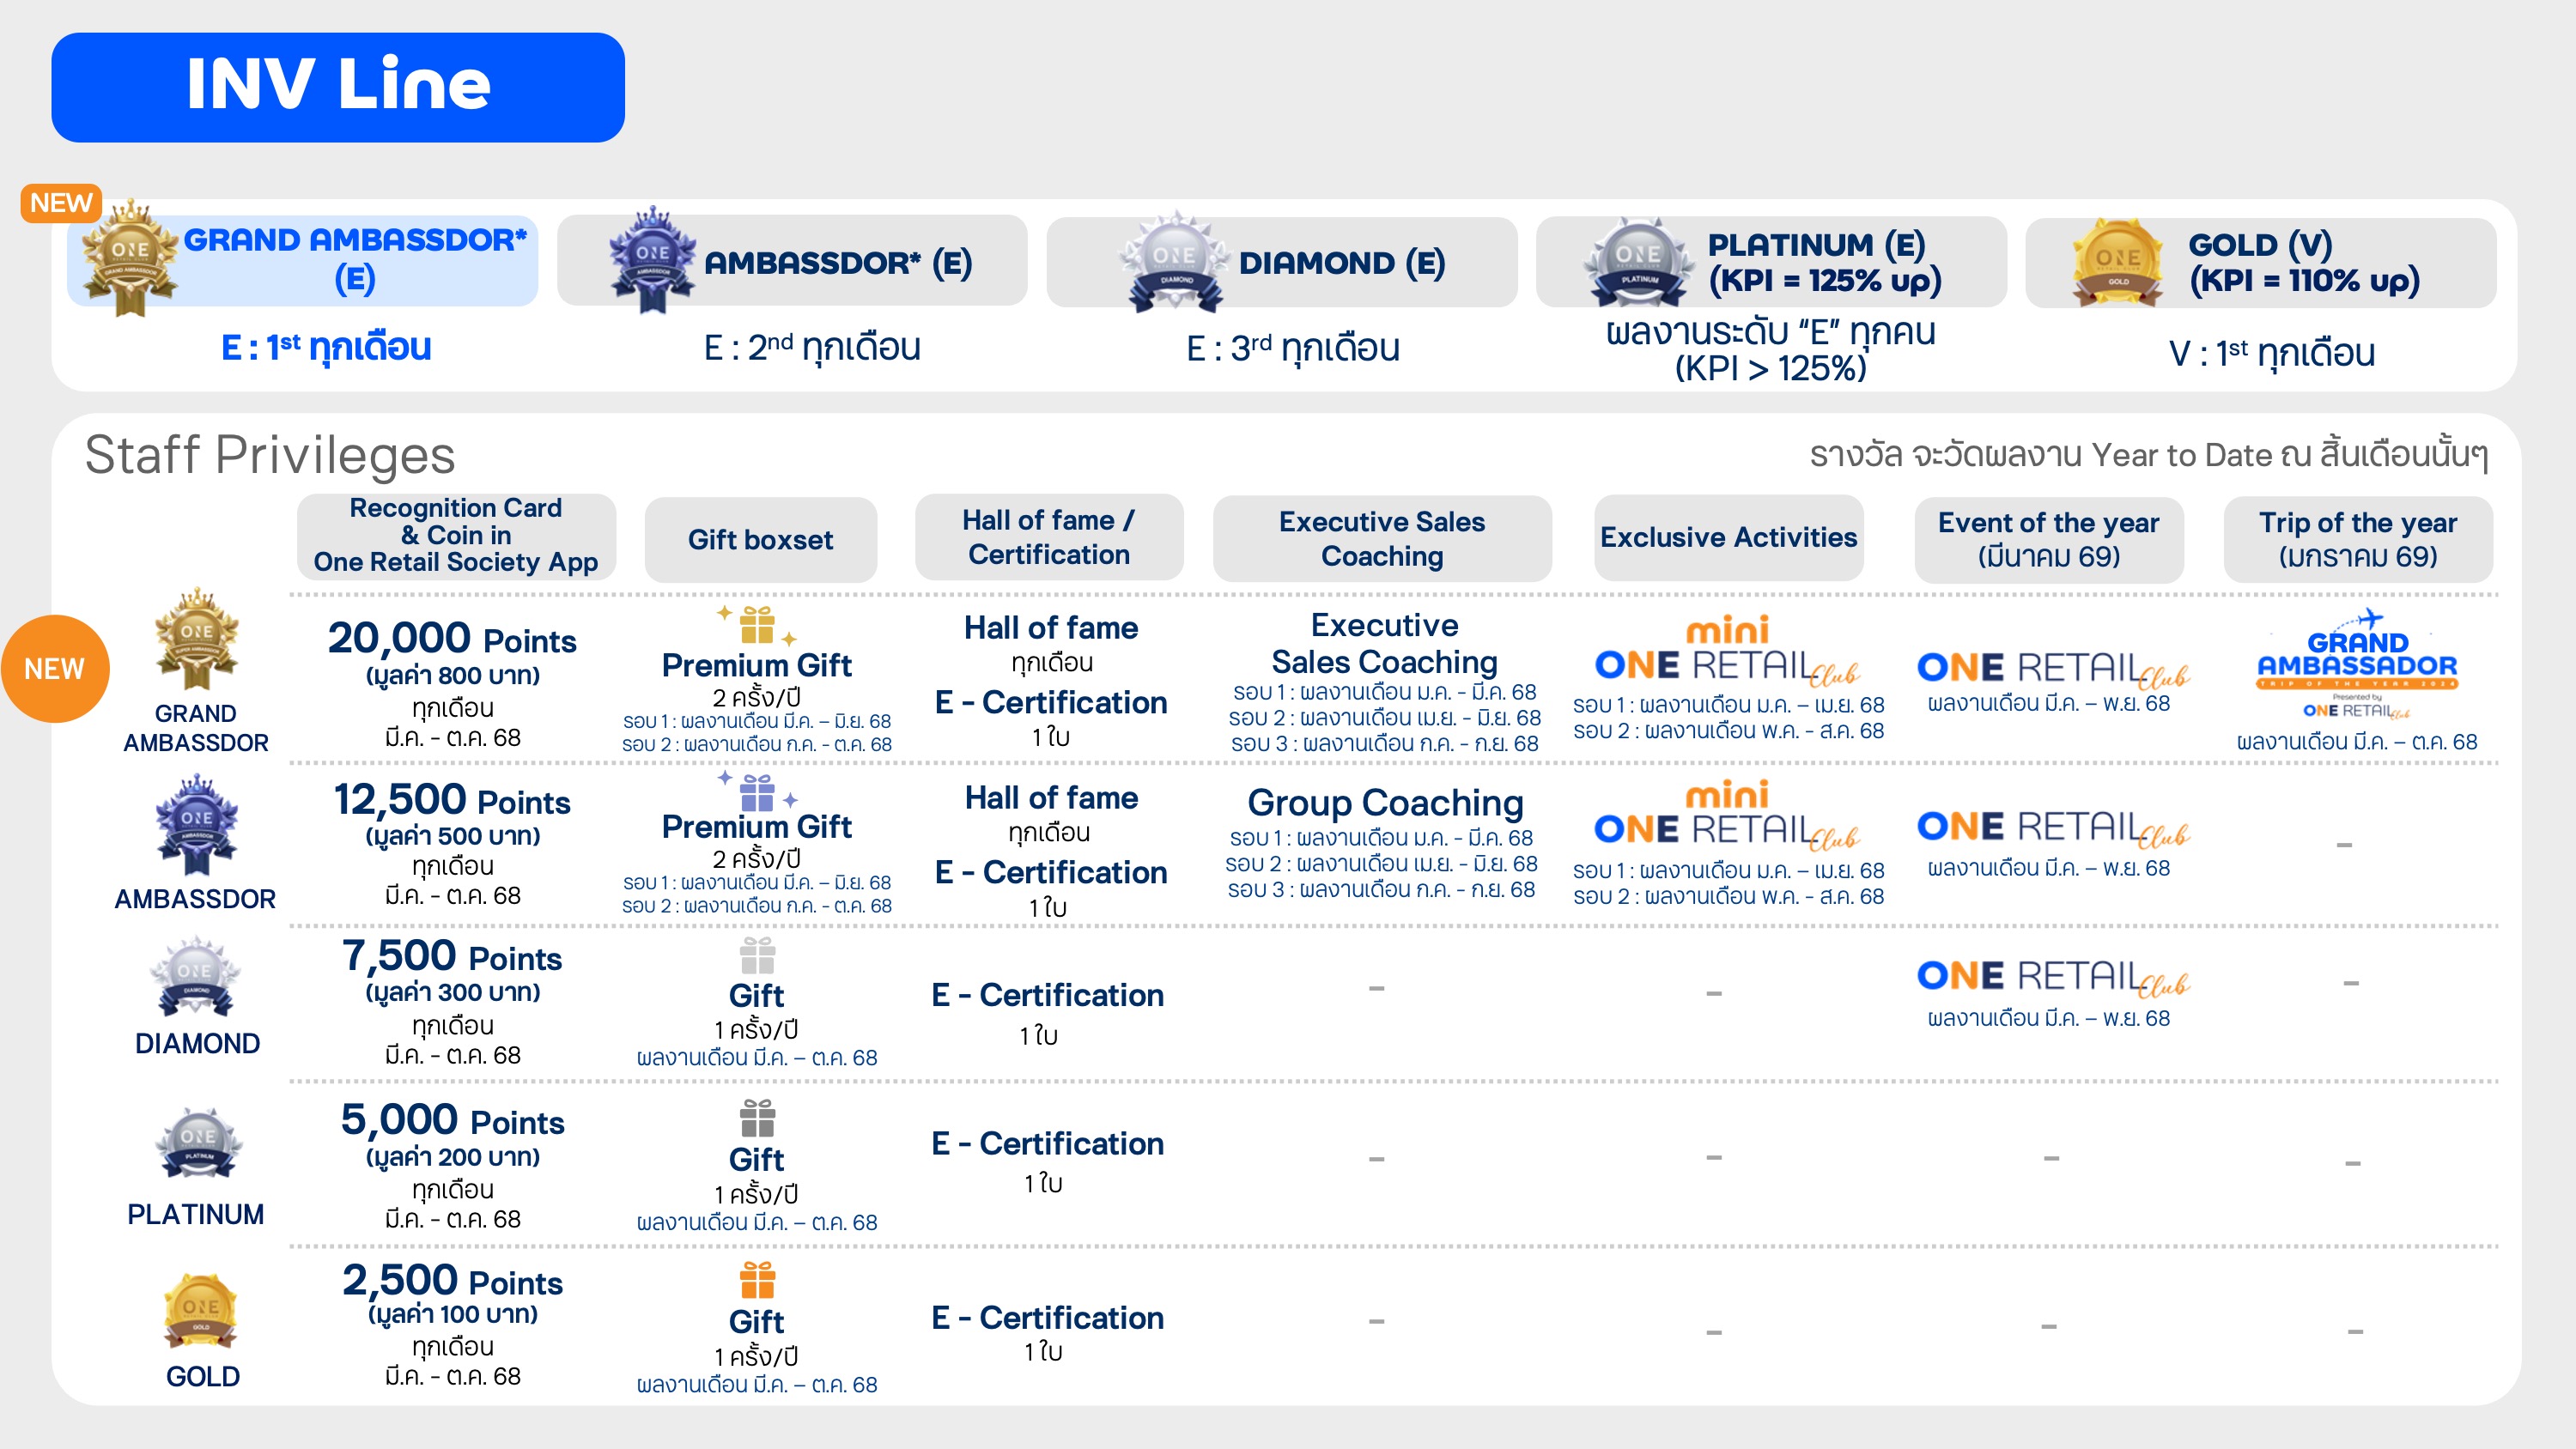 INV Line
NEW
GRAND AMBASSDOR*
(E)
E : 1st ทุกเดือน
AMBASSDOR* (E)
E : 2nd ทุกเดือน
DIAMOND (E)
E : 3rd ทุกเดือน
PLATINUM (E)
(KPI = 125% up)
ผลงานระดับ “E” ทุกคน
(KPI > 125%)
GOLD (V)
(KPI = 110% up)
V : 1st ทุกเดือน
Staff Privileges
รางวัล จะวัดผลงาน Year to Date ณ สิ้นเดือนนั้นๆ
Recognition Card
& Coin in
One Retail Society App
Gift boxset
Hall of fame /
Certification
Executive Sales
Coaching
Exclusive Activities
Event of the year
(มีนาคม 69)
Trip of the year
(มกราคม 69)
NEW
GRAND
AMBASSDOR
20,000 Points
(มูลค่า 800 บาท)
ทุกเดือน
มี.ค. - ต.ค. 68
Premium Gift
2 ครั้ง/ปี
รอบ 1 : ผลงานเดือน มี.ค. – มิ.ย. 68
รอบ 2 : ผลงานเดือน ก.ค. - ต.ค. 68
Hall of fame
ทุกเดือน
E - Certification
1 ใบ
Executive
Sales Coaching
รอบ 1 : ผลงานเดือน ม.ค. - มี.ค. 68
รอบ 2 : ผลงานเดือน เม.ย. - มิ.ย. 68
รอบ 3 : ผลงานเดือน ก.ค. - ก.ย. 68
mini
ONE RETAIL Club
รอบ 1 : ผลงานเดือน ม.ค. – เม.ย. 68
รอบ 2 : ผลงานเดือน พ.ค. - ส.ค. 68
ONE RETAIL Club
ผลงานเดือน มี.ค. – พ.ย. 68
GRAND
AMBASSADOR
TRIP OF THE YEAR 2024
Presented by
ONE RETAIL Club
ผลงานเดือน มี.ค. – ต.ค. 68
AMBASSDOR
12,500 Points
(มูลค่า 500 บาท)
ทุกเดือน
มี.ค. - ต.ค. 68
Premium Gift
2 ครั้ง/ปี
รอบ 1 : ผลงานเดือน มี.ค. – มิ.ย. 68
รอบ 2 : ผลงานเดือน ก.ค. - ต.ค. 68
Hall of fame
ทุกเดือน
E - Certification
1 ใบ
Group Coaching
รอบ 1 : ผลงานเดือน ม.ค. - มี.ค. 68
รอบ 2 : ผลงานเดือน เม.ย. - มิ.ย. 68
รอบ 3 : ผลงานเดือน ก.ค. - ก.ย. 68
mini
ONE RETAIL Club
รอบ 1 : ผลงานเดือน ม.ค. – เม.ย. 68
รอบ 2 : ผลงานเดือน พ.ค. - ส.ค. 68
ONE RETAIL Club
ผลงานเดือน มี.ค. – พ.ย. 68
-
DIAMOND
7,500 Points
(มูลค่า 300 บาท)
ทุกเดือน
มี.ค. - ต.ค. 68
Gift
1 ครั้ง/ปี
ผลงานเดือน มี.ค. – ต.ค. 68
E - Certification
1 ใบ
-
-
ONE RETAIL Club
ผลงานเดือน มี.ค. – พ.ย. 68
-
PLATINUM
5,000 Points
(มูลค่า 200 บาท)
ทุกเดือน
มี.ค. - ต.ค. 68
Gift
1 ครั้ง/ปี
ผลงานเดือน มี.ค. – ต.ค. 68
E - Certification
1 ใบ
-
-
-
-
GOLD
2,500 Points
(มูลค่า 100 บาท)
ทุกเดือน
มี.ค. - ต.ค. 68
Gift
1 ครั้ง/ปี
ผลงานเดือน มี.ค. – ต.ค. 68
E - Certification
1 ใบ
-
-
-
-